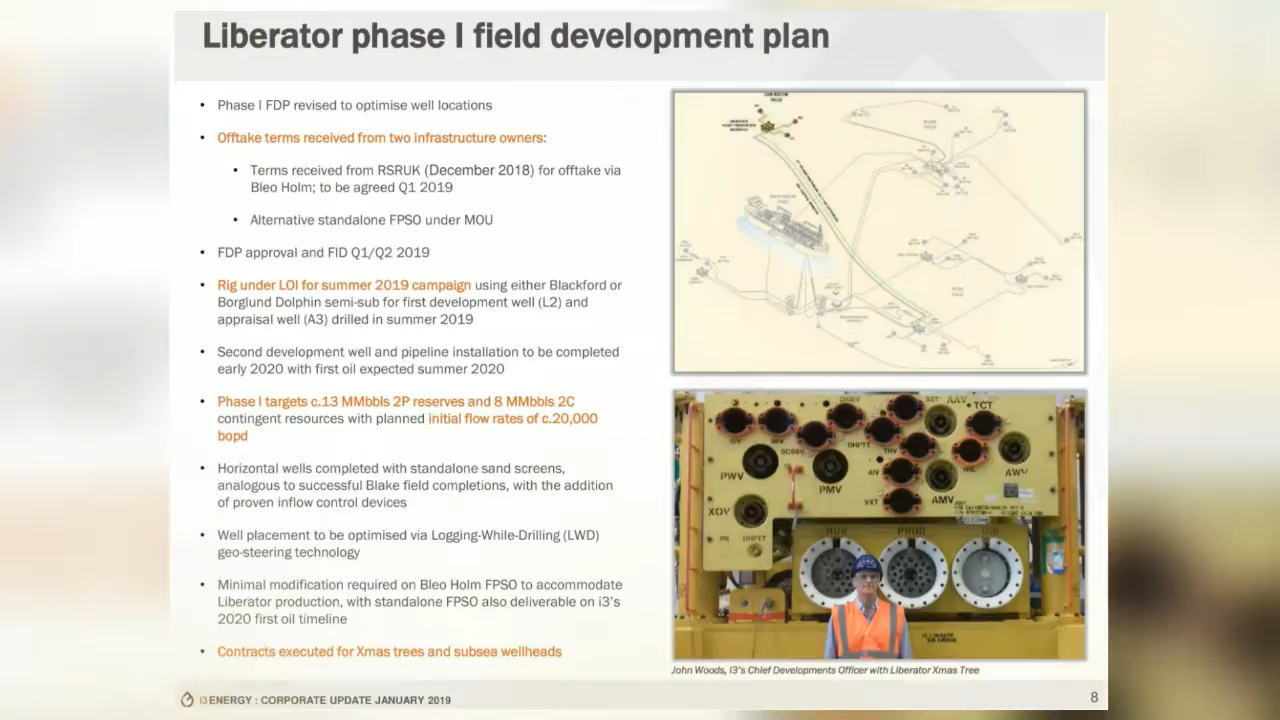 Liberator phase I field development plan
• Phase I FDP revised to optimise well locations
• Offtake terms received from two infrastructure owners:
• Terms received from RSRUK (December 2018) for offtake via
Bleo Holm; to be agreed Q1 2019
• Alternative standalone FPSO under MOU
• FDP approval and FID Q1/Q2 2019
• Rig under LOI for summer 2019 campaign using either Blackford or
Borglund Dolphin semi-sub for first development well (L2) and
appraisal well (A3) drilled in summer 2019
• Second development well and pipeline installation to be completed
early 2020 with first oil expected summer 2020
• Phase I targets c.13 MMbbls 2P reserves and 8 MMbbls 2C
contingent resources with planned initial flow rates of c.20,000
bopd
• Horizontal wells completed with standalone sand screens,
analogous to successful Blake field completions, with the addition
of proven inflow control devices
• Well placement to be optimised via Logging-While-Drilling (LWD)
geo-steering technology
• Minimal modification required on Bleo Holm FPSO to accommodate
Liberator production, with standalone FPSO also deliverable on i3's
2020 first oil timeline
• Contracts executed for Xmas trees and subsea wellheads
AAV
TCT
DHPTT
PWV
PMV
AIV
AWV
AMV
VXT
XOV
DHPTT
John Woods, i3's Chief Developments Officer with Liberator Xmas Tree
i3ENERGY : CORPORATE UPDATE JANUARY 2019
8